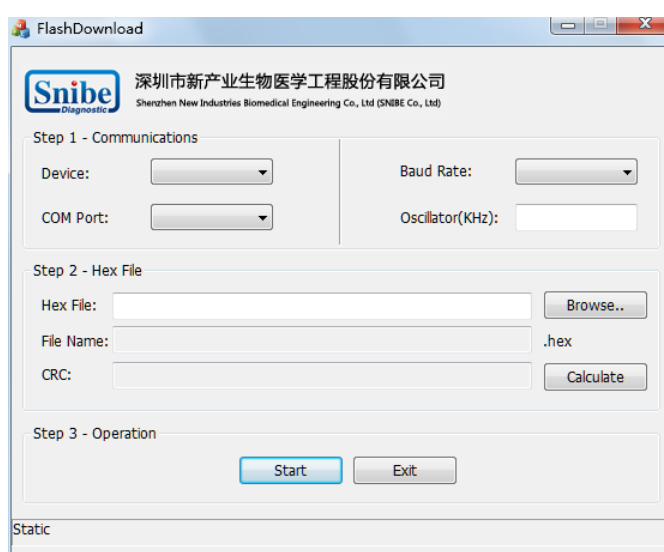 FlashDownload
Snibe
Diagnostic
深圳市新产业生物医学工程股份有限公司
Shenzhen New Industries Biomedical Engineering Co., Ltd (SNIBE Co., Ltd)
Step 1 - Communications
Device:
Baud Rate:
COM Port:
Oscillator(KHz):
Step 2 - Hex File
Hex File:
Browse..
File Name:
.hex
CRC:
Calculate
Step 3 - Operation
Start
Exit
Static